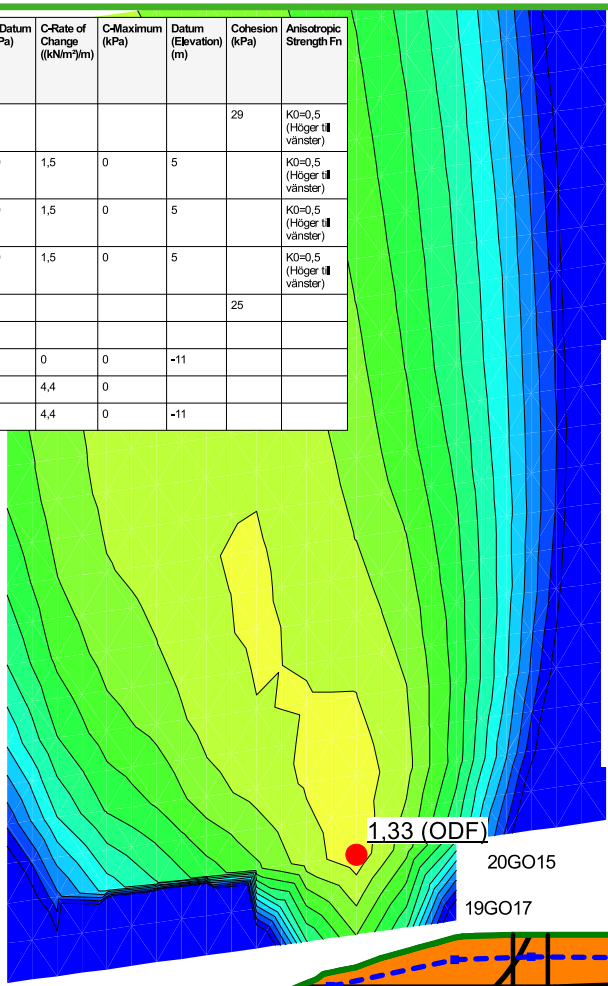 Datum C-Rate of C-Maximum Datum Cohesion Anisotropic
Change (kPa) (Elevation) (kPa) Strength Fn
((kN/m²)/m) (m)
29 K0=0,5
(Höger till
vänster)
1,5 0 5 K0=0,5
(Höger till
vänster)
1,5 0 5 K0=0,5
(Höger till
vänster)
1,5 0 5 K0=0,5
(Höger till
vänster)
25
0 0 -11
4,4 0
4,4 0 -11
1,33 (ODF)
20GO15
19GO17